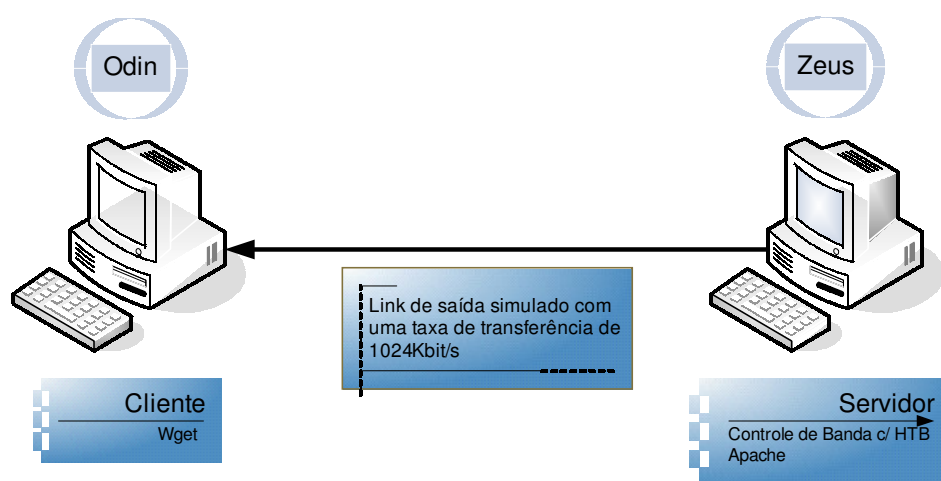 Odin
Zeus
Link de saída simulado com
uma taxa de transferência de
1024Kbit/s
Cliente
Wget
Servidor
Controle de Banda c/ HTB
Apache